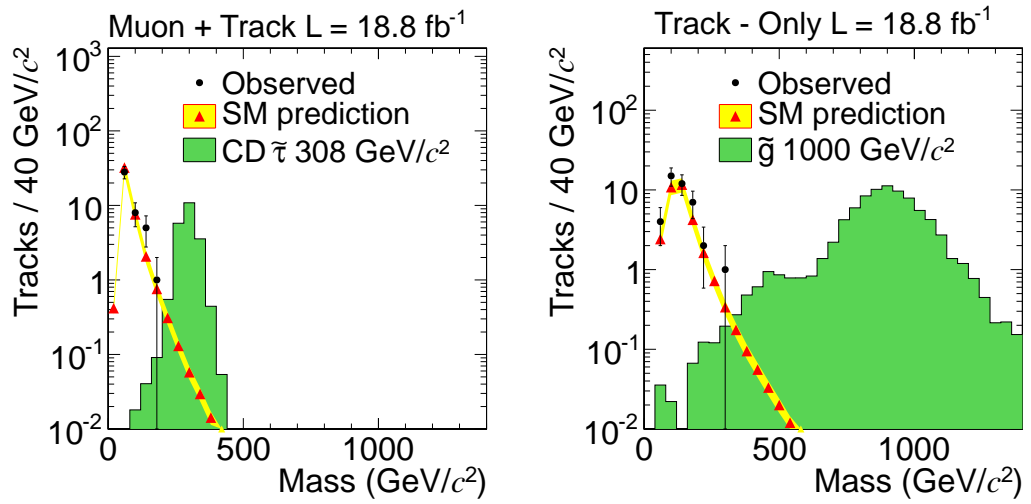 Muon + Track L = 18.8 fb⁻¹
Tracks / 40 GeV/c²
Observed
SM prediction
CD τ̃ 308 GeV/c²
10³
10²
10
1
10⁻¹
10⁻²
0 500 1000
Mass (GeV/c²)
Track - Only L = 18.8 fb⁻¹
Tracks / 40 GeV/c²
Observed
SM prediction
g̃ 1000 GeV/c²
10²
10
1
10⁻¹
10⁻²
0 500 1000
Mass (GeV/c²)